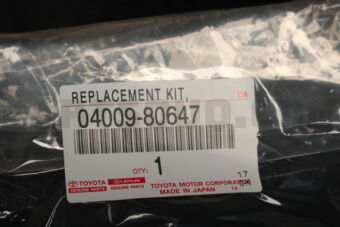 REPLACEMENT KIT,
04009-80647
QTY:
1
17
TOYOTA
LEXUS
GENUINE PARTS
GENUINE PARTS
TOYOTA MOTOR CORPORATION
MADE IN JAPAN 13